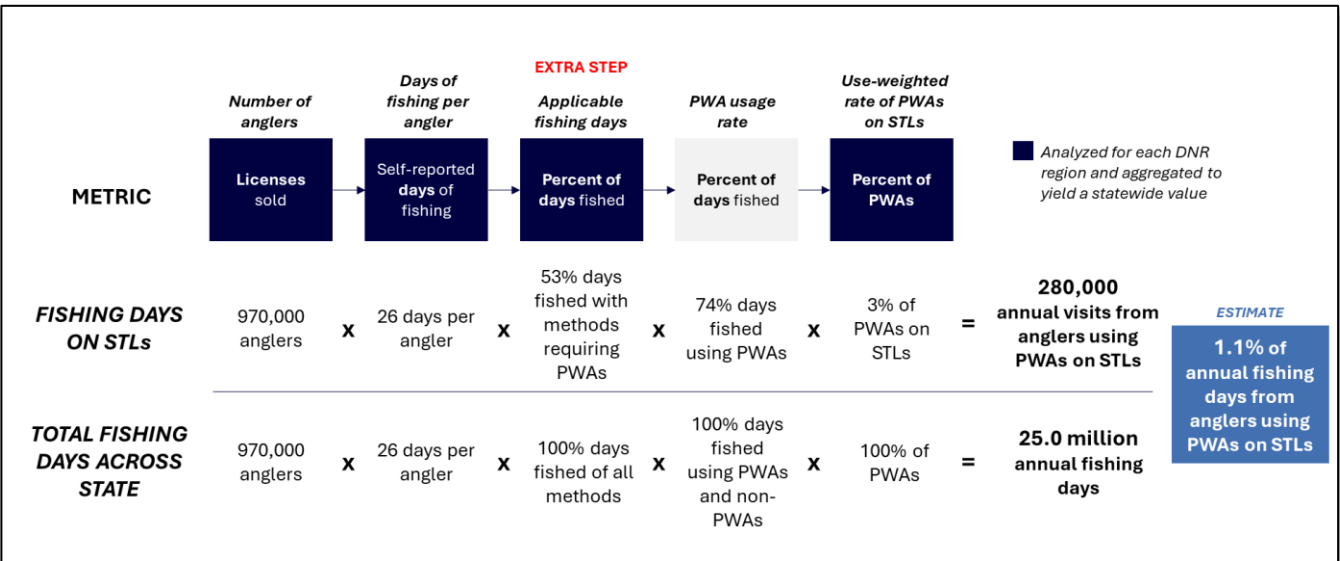 EXTRA STEP
Number of
anglers
Days of
fishing per
angler
Applicable
fishing days
PWA usage
rate
Use-weighted
rate of PWAs
on STLs
METRIC
Licenses
sold
Self-reported
days of
fishing
Percent of
days fished
Percent of
days fished
Percent of
PWAs
Analyzed for each DNR
region and aggregated to
yield a statewide value
FISHING DAYS
ON STLs
970,000
anglers
x
26 days per
angler
x
53% days
fished with
methods
requiring
PWAs
x
74% days
fished
using PWAs
x
3% of
PWAs on
STLs
=
280,000
annual visits from
anglers using
PWAs on STLs
ESTIMATE
1.1% of
annual fishing
days from
anglers using
PWAs on STLs
TOTAL FISHING
DAYS ACROSS
STATE
970,000
anglers
x
26 days per
angler
x
100% days
fished of all
methods
x
100% days
fished
using PWAs
and non-
PWAs
x
100% of
PWAs
=
25.0 million
annual fishing
days